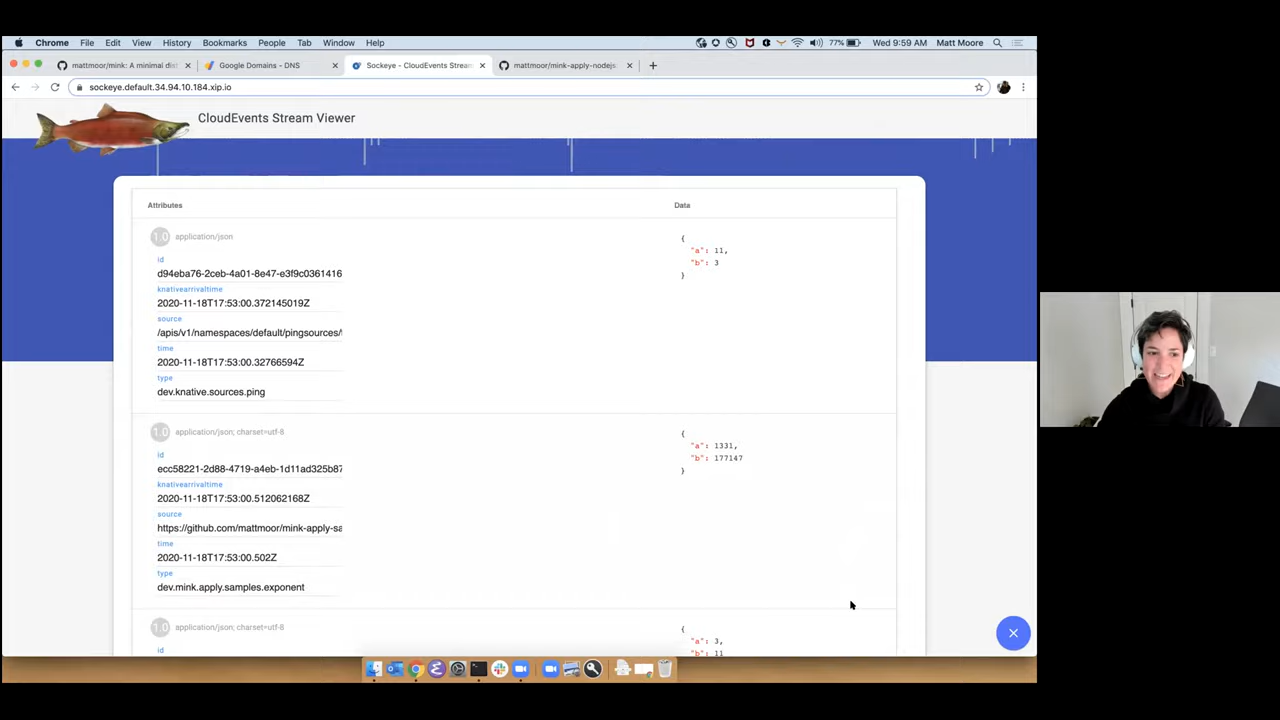 Chrome File Edit View History Bookmarks People Tab Window Help 77% Wed 9:59 AM Matt Moore
mattmoor/mink: A minimal dis
Google Domains - DNS
Sockeye - CloudEvents Stream
mattmoor/mink-apply-nodejs
sockeye.default.34.94.10.184.xip.io
CloudEvents Stream Viewer
Attributes Data
1.0 application/json
id
d94eba76-2ceb-4a01-8e47-e3f9c0361416
knativearrivaltime
2020-11-18T17:53:00.372145019Z
source
/apis/v1/namespaces/default/pingsources/
time
2020-11-18T17:53:00.32766594Z
type
dev.knative.sources.ping
{
"a": 11,
"b": 3
}
1.0 application/json; charset=utf-8
id
ecc58221-2d88-4719-a4eb-1d11ad325b87
knativearrivaltime
2020-11-18T17:53:00.512062168Z
source
https://github.com/mattmoor/mink-apply-sa
time
2020-11-18T17:53:00.502Z
type
dev.mink.apply.samples.exponent
{
"a": 1331,
"b": 177147
}
1.0 application/json; charset=utf-8
id
{
"a": 3,
"b": 11